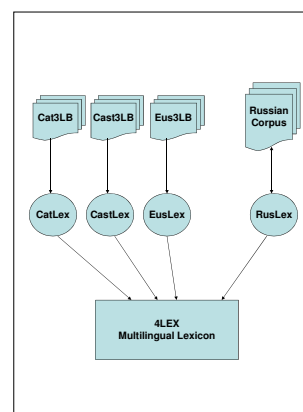 Cat3LB
Cast3LB
Eus3LB
Russian
Corpus
CatLex
CastLex
EusLex
RusLex
4LEX
Multilingual Lexicon